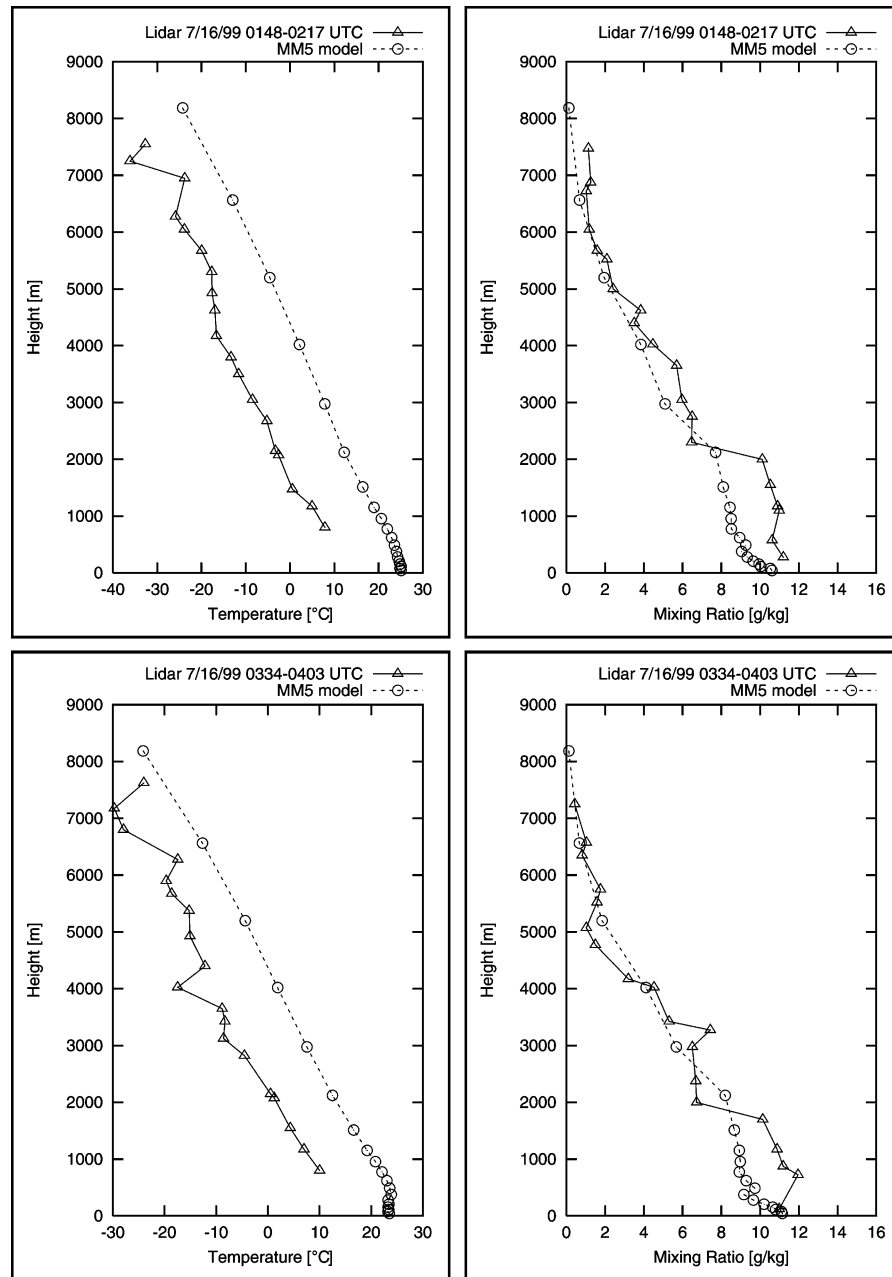 Lidar 7/16/99 0148-0217 UTC
MM5 model
9000
8000
7000
6000
5000
4000
3000
2000
1000
0
Height [m]
-40 -30 -20 -10 0 10 20 30
Temperature [°C]
Lidar 7/16/99 0148-0217 UTC
MM5 model
9000
8000
7000
6000
5000
4000
3000
2000
1000
0
Height [m]
0 2 4 6 8 10 12 14 16
Mixing Ratio [g/kg]
Lidar 7/16/99 0334-0403 UTC
MM5 model
9000
8000
7000
6000
5000
4000
3000
2000
1000
0
Height [m]
-30 -20 -10 0 10 20 30
Temperature [°C]
Lidar 7/16/99 0334-0403 UTC
MM5 model
9000
8000
7000
6000
5000
4000
3000
2000
1000
0
Height [m]
0 2 4 6 8 10 12 14 16
Mixing Ratio [g/kg]